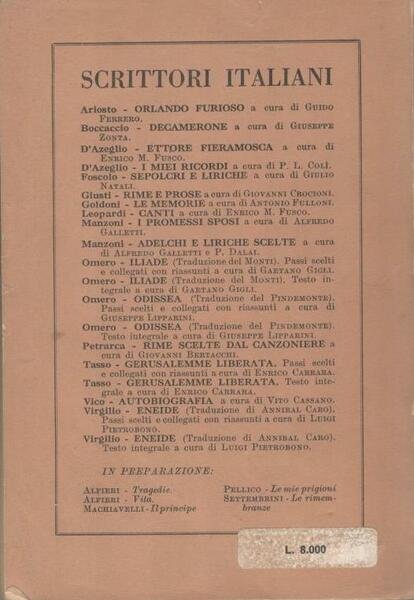 SCRITTORI ITALIANI
Ariosto - ORLANDO FURIOSO a cura di GUIDO
FERRERO.
Boccaccio - DECAMERONE a cura di GIUSEPPE
ZONTA.
D'Azeglio - ETTORE FIERAMOSCA a cura di
ENRICO M. FUSCO.
D'Azeglio - I MIEI RICORDI a cura di P. L. COLÌ.
Foscolo - SEPOLCRI E LIRICHE a cura di GIULIO
NATALI.
Giusti - RIME E PROSE a cura di GIOVANNI CROCIONI.
Goldoni - LE MEMORIE a cura di ANTONIO FULLONI.
Leopardi - CANTI a cura di ENRICO M. FUSCO.
Manzoni - I PROMESSI SPOSI a cura di ALFREDO
GALLETTI.
Manzoni - ADELCHI E LIRICHE SCELTE a cura
di ALFREDO GALLETTI e P. DALAI.
Omero - ILIADE (Traduzione del MONTI). Passi scelti
e collegati con riassunti a cura di GAETANO GIGLI.
Omero - ILIADE (Traduzione del MONTI). Testo in-
tegrale a cura di GAETANO GIGLI.
Omero - ODISSEA (Traduzione del PINDEMONTE).
Passi scelti e collegati con riassunti a cura di
GIUSEPPE LIPPARINI.
Omero - ODISSEA (Traduzione del PINDEMONTE).
Testo integrale a cura di GIUSEPPE LIPPARINI.
Petrarca - RIME SCELTE DAL CANZONIERE a
cura di GIOVANNI BERTACCHI.
Tasso - GERUSALEMME LIBERATA. Passi scelti
e collegati con riassunti a cura di ENRICO CARRARA.
Tasso - GERUSALEMME LIBERATA. Testo inte-
grale a cura di ENRICO CARRARA.
Vico - AUTOBIOGRAFIA a cura di VITO CASSANO.
Virgilio - ENEIDE (Traduzione di ANNIBAL CARO).
Passi scelti e collegati con riassunti a cura di LUIGI
PIETROBONO.
Virgilio - ENEIDE (Traduzione di ANNIBAL CARO).
Testo integrale a cura di LUIGI PIETROBONO.
IN PREPARAZIONE:
ALFIERI - Tragedie.
ALFIERI - Vita.
MACHIAVELLI - Il principe
PELLICO - Le mie prigioni
SETTEMBRINI - Le rimem-
branze
L. 8.000